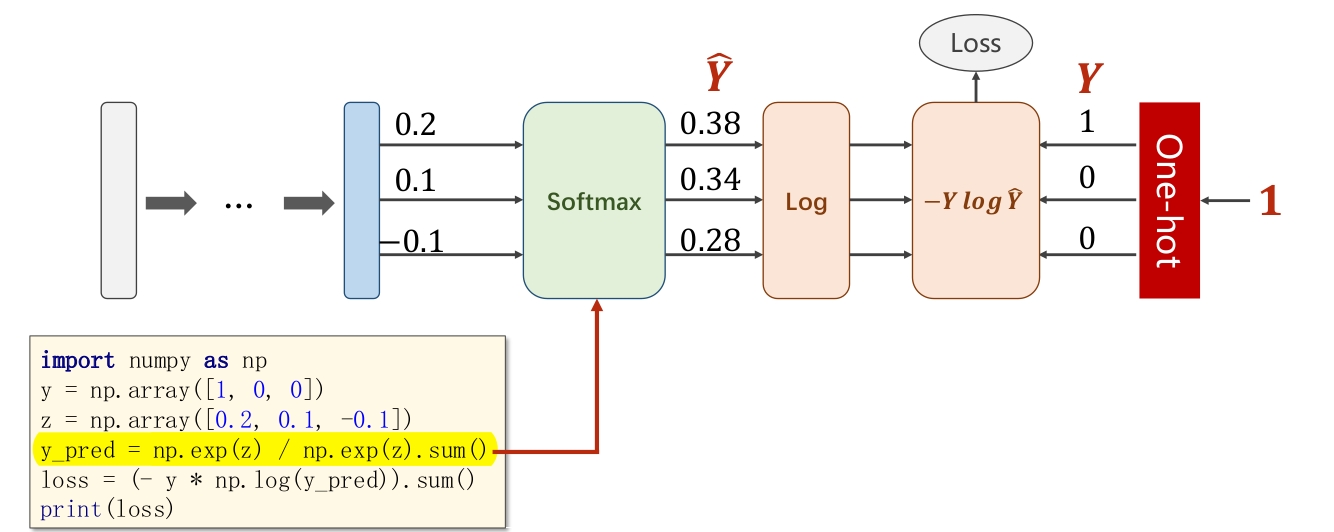 Loss
Ŷ
Y
0.2
0.38
1
0.1
0.34
0
−0.1
0.28
0
...
Softmax
Log
−Y log Ŷ
One-hot
1
import numpy as np
y = np.array([1, 0, 0])
z = np.array([0.2, 0.1, -0.1])
y_pred = np.exp(z) / np.exp(z).sum()
loss = (- y * np.log(y_pred)).sum()
print(loss)